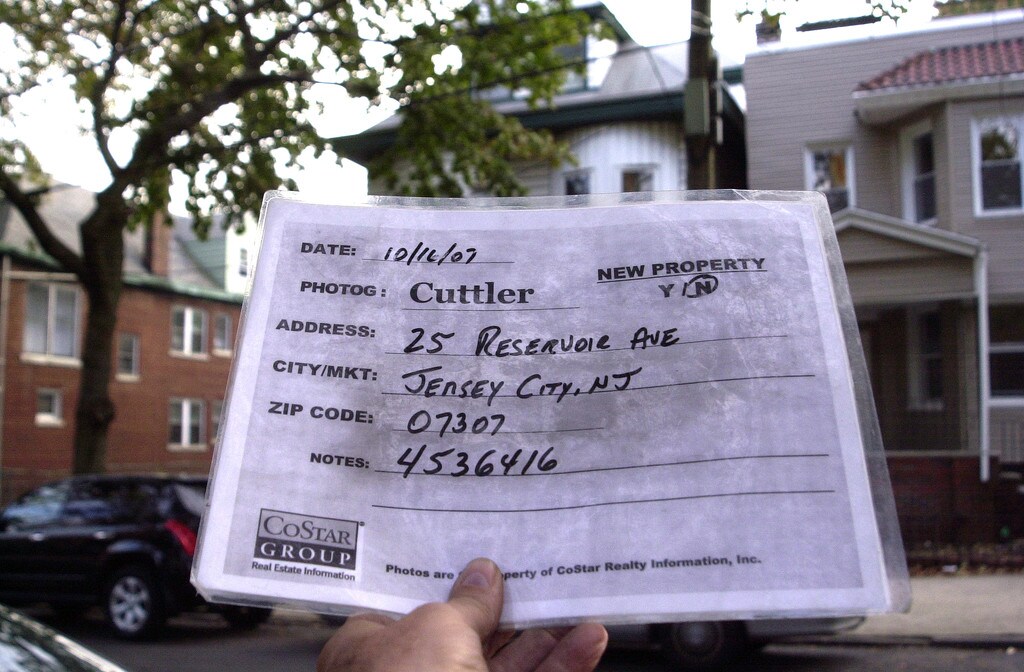 DATE: 10/16/07
NEW PROPERTY
PHOTOG: Cuttler
Y/N
ADDRESS: 25 RESERVOIR AVE
CITY/MKT: JERSEY CITY, NJ
ZIP CODE: 07307
NOTES: 4536416
COSTAR
GROUP
Real Estate Information
Photos are property of CoStar Realty Information, Inc.